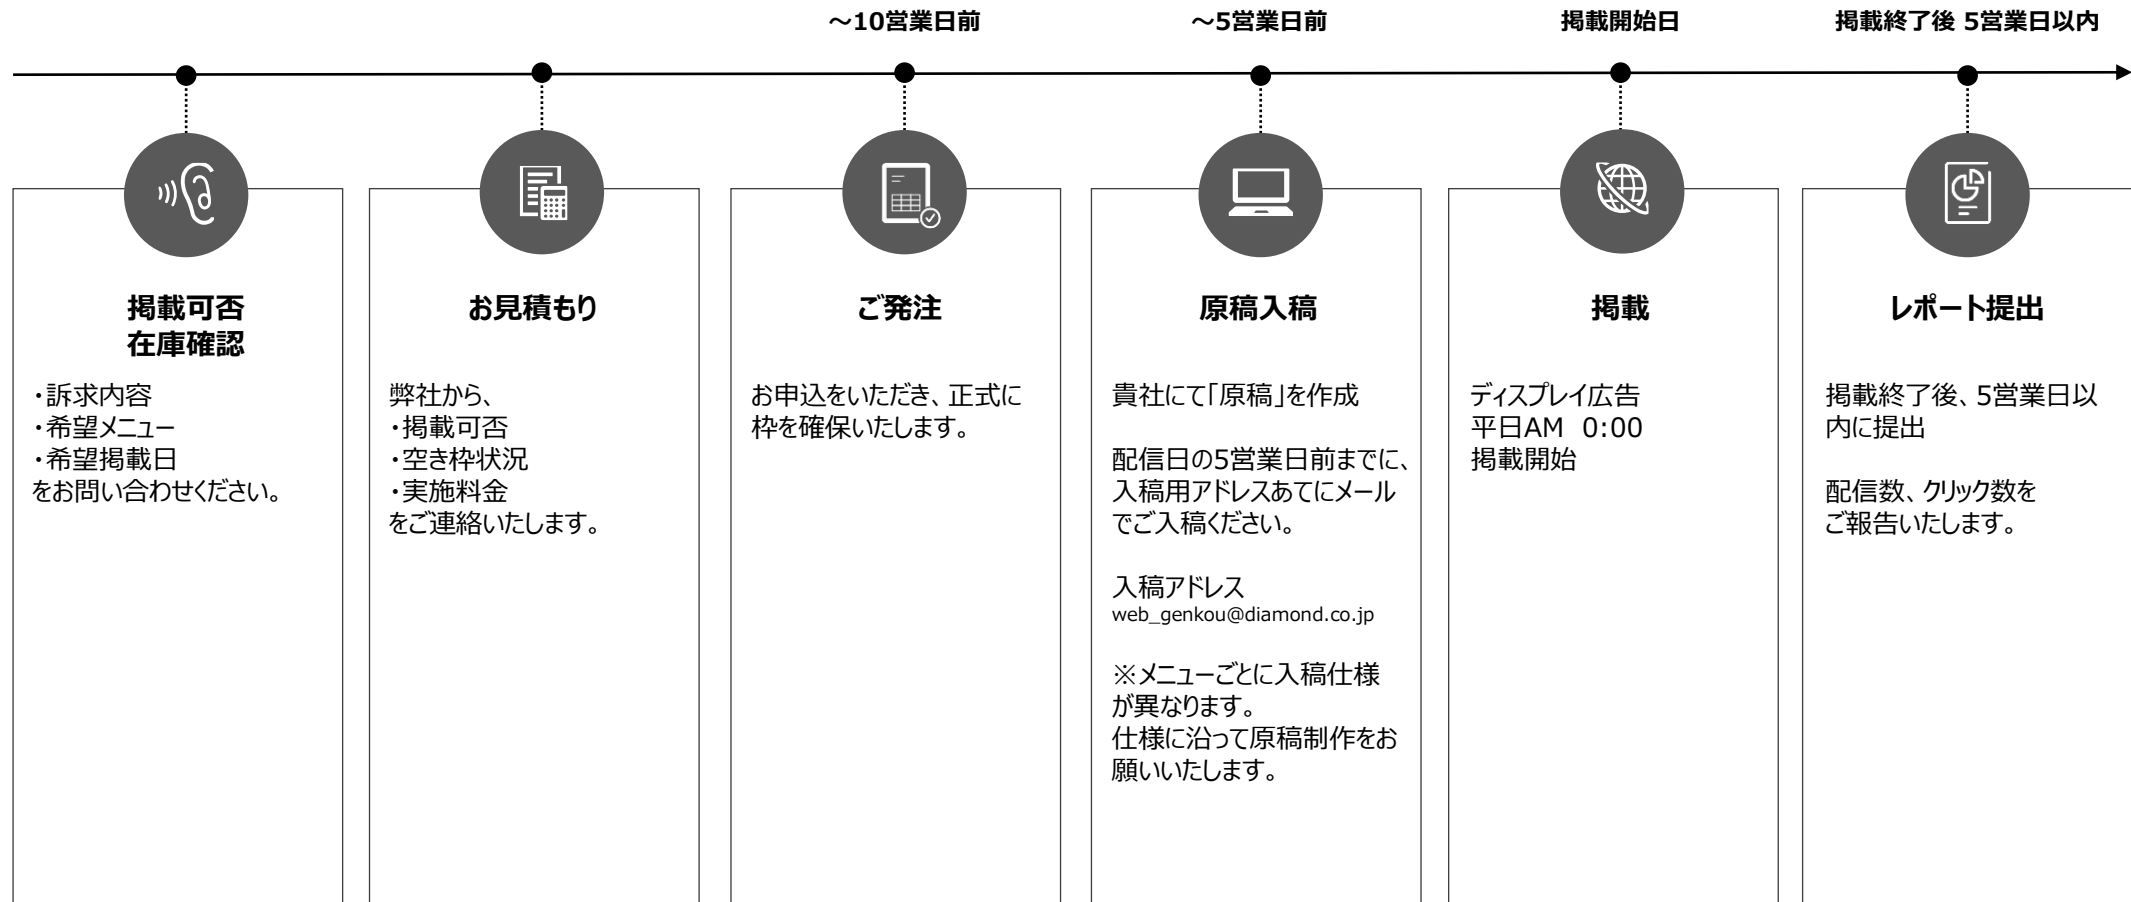 ～10営業日前
～5営業日前
掲載開始日
掲載終了後 5営業日以内
掲載可否
在庫確認
・訴求内容
・希望メニュー
・希望掲載日
をお問い合わせください。
お見積もり
弊社から、
・掲載可否
・空き枠状況
・実施料金
をご連絡いたします。
ご発注
お申込をいただき、正式に
枠を確保いたします。
原稿入稿
貴社にて「原稿」を作成
配信日の5営業日前までに、
入稿用アドレスあてにメール
でご入稿ください。
入稿アドレス
web_genkou@diamond.co.jp
※メニューごとに入稿仕様
が異なります。
仕様に沿って原稿制作をお
願いいたします。
掲載
ディスプレイ広告
平日AM　0:00
掲載開始
レポート提出
掲載終了後、5営業日以
内に提出
配信数、クリック数を
ご報告いたします。